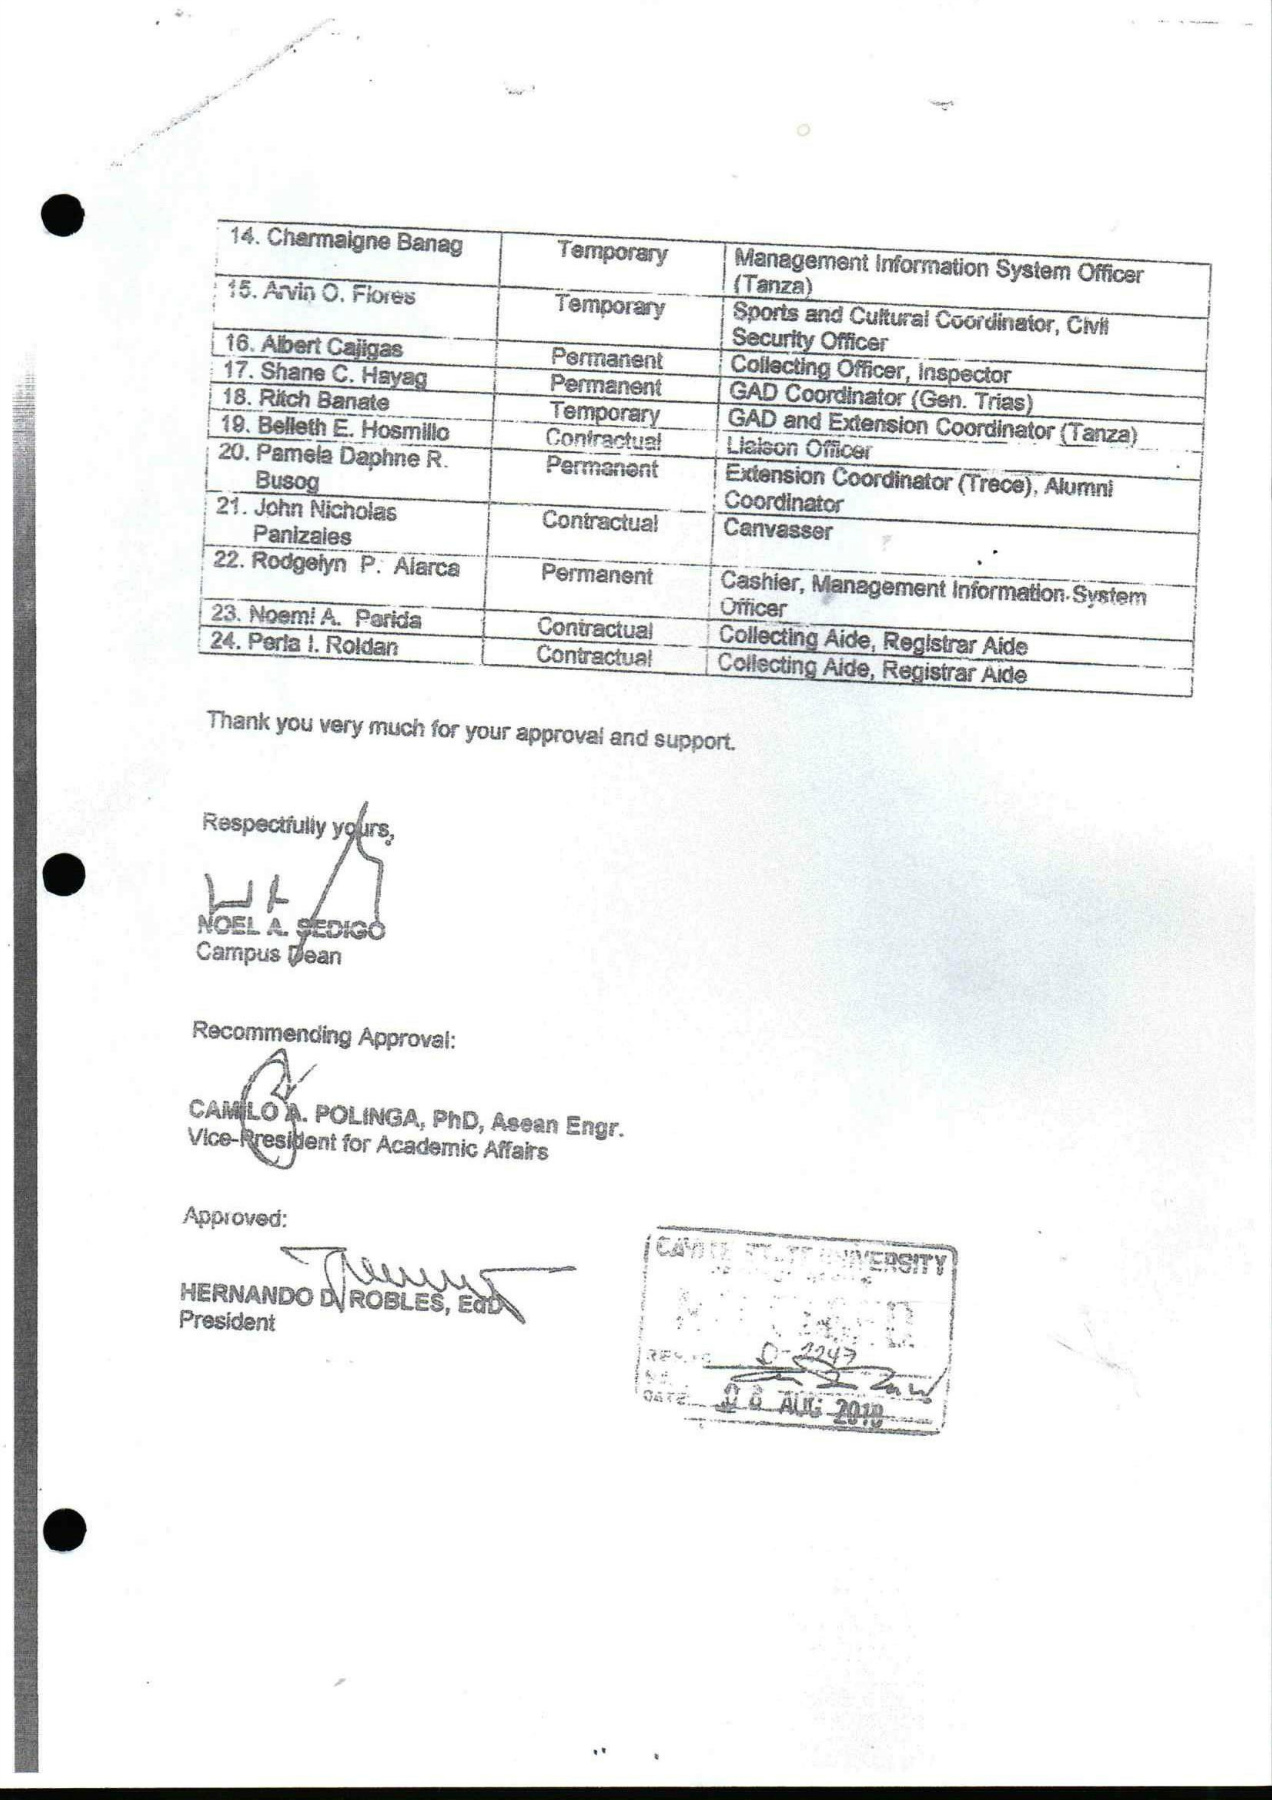 14. Charmaigne Banag Temporary Management Information System Officer
(Tanza)
15. Arvin O. Flores Temporary Sports and Cultural Coordinator, Civil
Security Officer
16. Albert Cajigas Permanent Collecting Officer, Inspector
17. Shane C. Hayag Permanent GAD Coordinator (Gen. Trias)
18. Ritch Banate Temporary GAD and Extension Coordinator (Tanza)
19. Belleth E. Hosmillo Contractual Liaison Officer
20. Pamela Daphne R. Permanent Extension Coordinator (Trece), Alumni
Busog Coordinator
21. John Nicholas Contractual Canvasser
Panizales
22. Rodgelyn P. Alarca Permanent Cashier, Management Information System
Officer
23. Noemi A. Parida Contractual Collecting Aide, Registrar Aide
24. Perla I. Roldan Contractual Collecting Aide, Registrar Aide
Thank you very much for your approval and support.
Respectfully yours,
NOEL A. SEDIGO
Campus Dean
Recommending Approval:
CAMILO A. POLINGA, PhD, Asean Engr.
Vice-President for Academic Affairs
Approved:
HERNANDO D. ROBLES, EdD
President
CAVITE STATE UNIVERSITY
0-2247
DATE: 08 AUG 2018